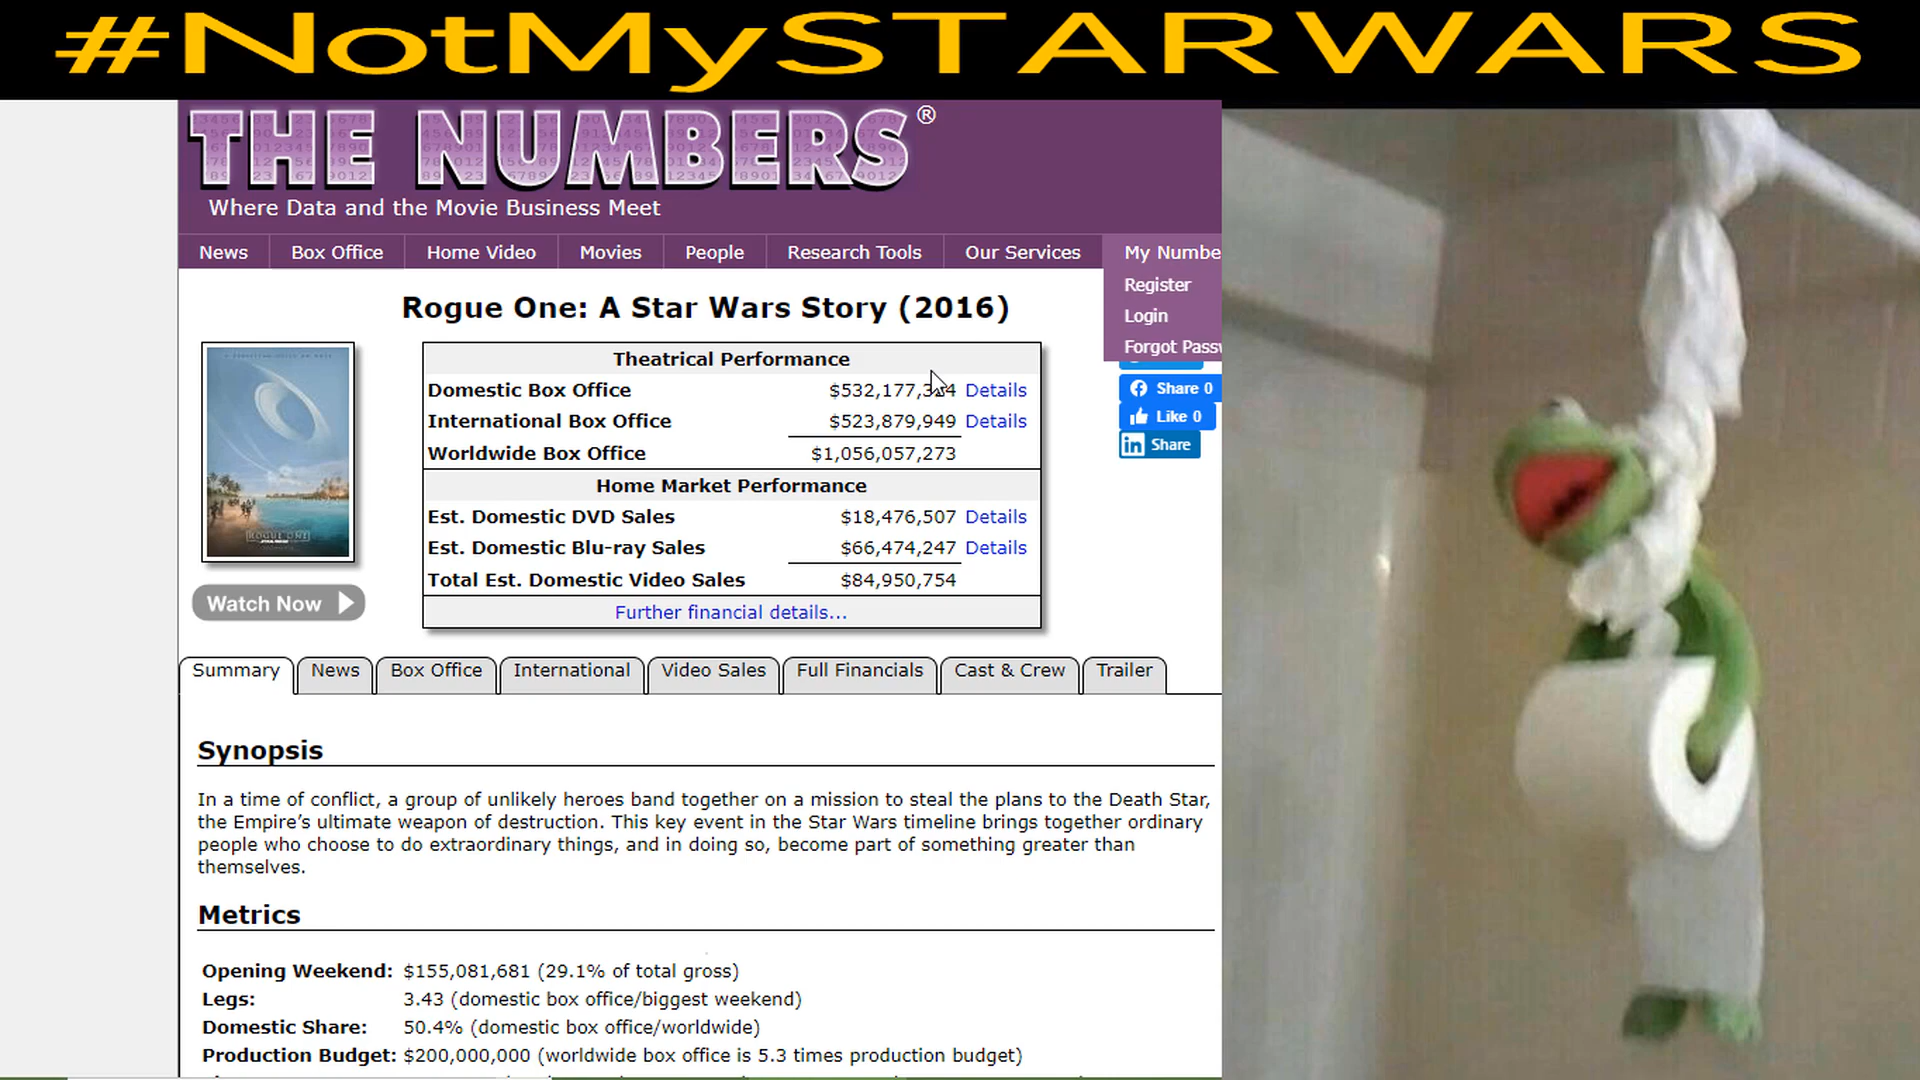 #NotMySTARWARS
THE NUMBERS®
Where Data and the Movie Business Meet
News Box Office Home Video Movies People Research Tools Our Services My Numbe
Register
Login
Forgot Passw
Rogue One: A Star Wars Story (2016)
Theatrical Performance
Domestic Box Office Details
International Box Office $523,879,949 Details
Worldwide Box Office $1,056,057,273
Home Market Performance
Est. Domestic DVD Sales $18,476,507 Details
Est. Domestic Blu-ray Sales $66,474,247 Details
Total Est. Domestic Video Sales $84,950,754
Further financial details...
Share 0
Like 0
in Share
ROGUE ONE
Watch Now
Summary News Box Office International Video Sales Full Financials Cast & Crew Trailer
Synopsis
In a time of conflict, a group of unlikely heroes band together on a mission to steal the plans to the Death Star,
the Empire’s ultimate weapon of destruction. This key event in the Star Wars timeline brings together ordinary
people who choose to do extraordinary things, and in doing so, become part of something greater than
themselves.
Metrics
Opening Weekend: $155,081,681 (29.1% of total gross)
Legs: 3.43 (domestic box office/biggest weekend)
Domestic Share: 50.4% (domestic box office/worldwide)
Production Budget: $200,000,000 (worldwide box office is 5.3 times production budget)